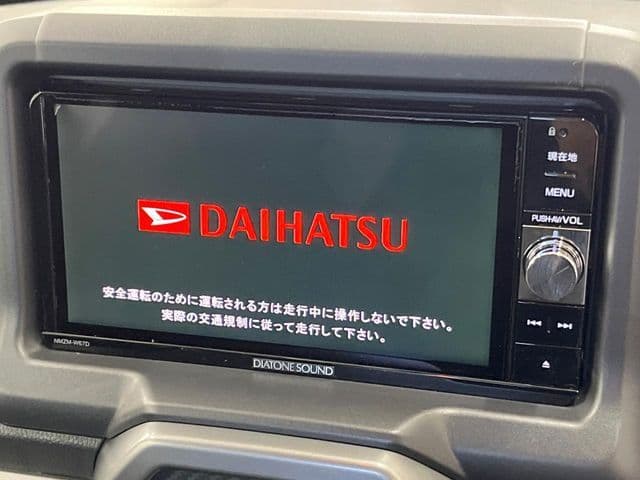 現在地
MENU
PUSH-AV/VOL
DAIHATSU
安全運転のために運転される方は走行中に操作しないで下さい。
実際の交通規制に従って走行して下さい。
NMZM-W67D
DIATONE SOUND